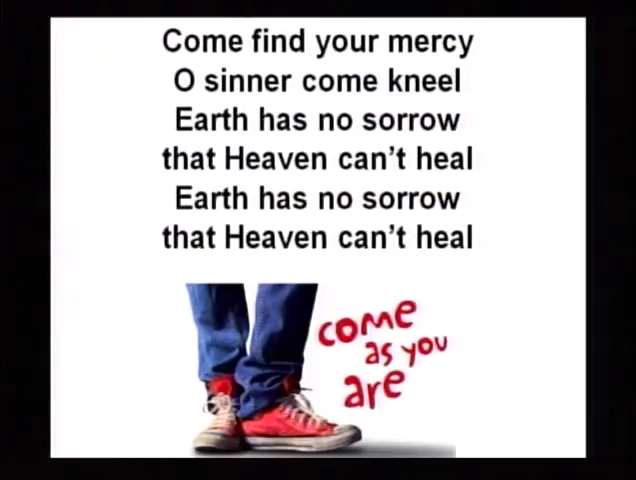 Come find your mercy
O sinner come kneel
Earth has no sorrow
that Heaven can't heal
Earth has no sorrow
that Heaven can't heal
come
as you
are